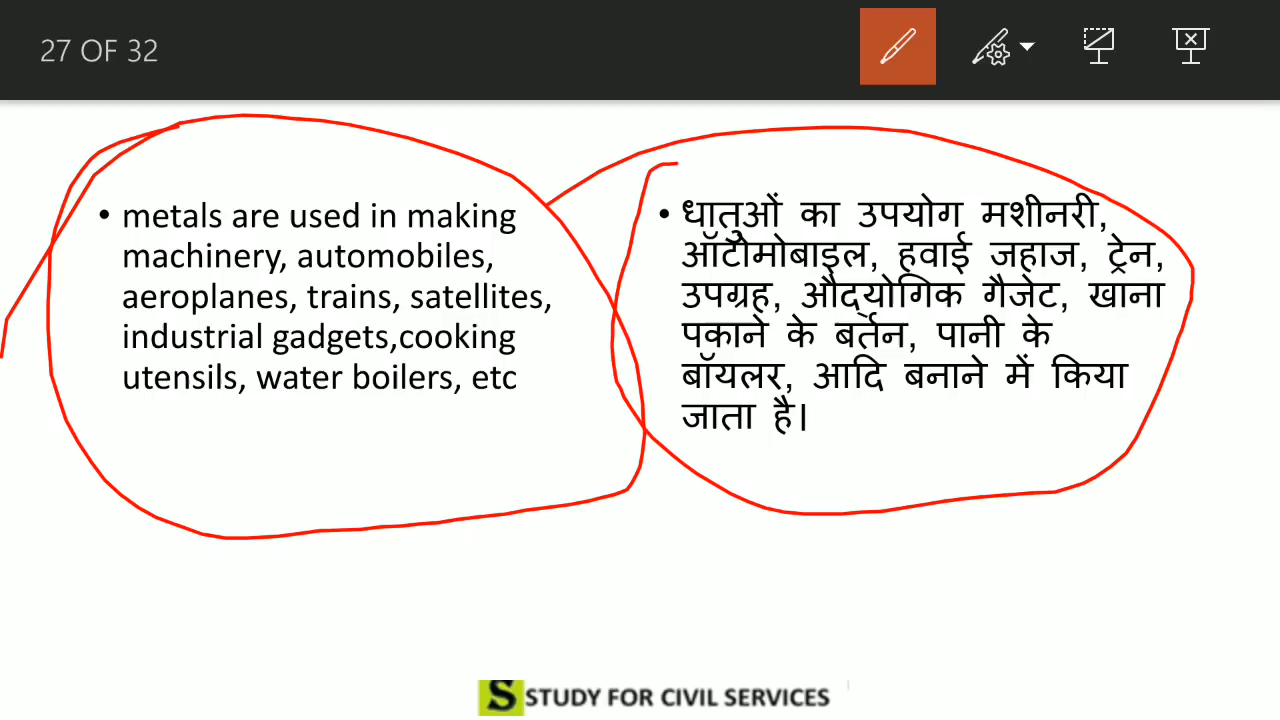 27 OF 32
• metals are used in making
machinery, automobiles,
aeroplanes, trains, satellites,
industrial gadgets,cooking
utensils, water boilers, etc
• धातुओं का उपयोग मशीनरी,
ऑटोमोबाइल, हवाई जहाज, ट्रेन,
उपग्रह, औद्योगिक गैजेट, खाना
पकाने के बर्तन, पानी के
बॉयलर, आदि बनाने में किया
जाता है।
S STUDY FOR CIVIL SERVICES